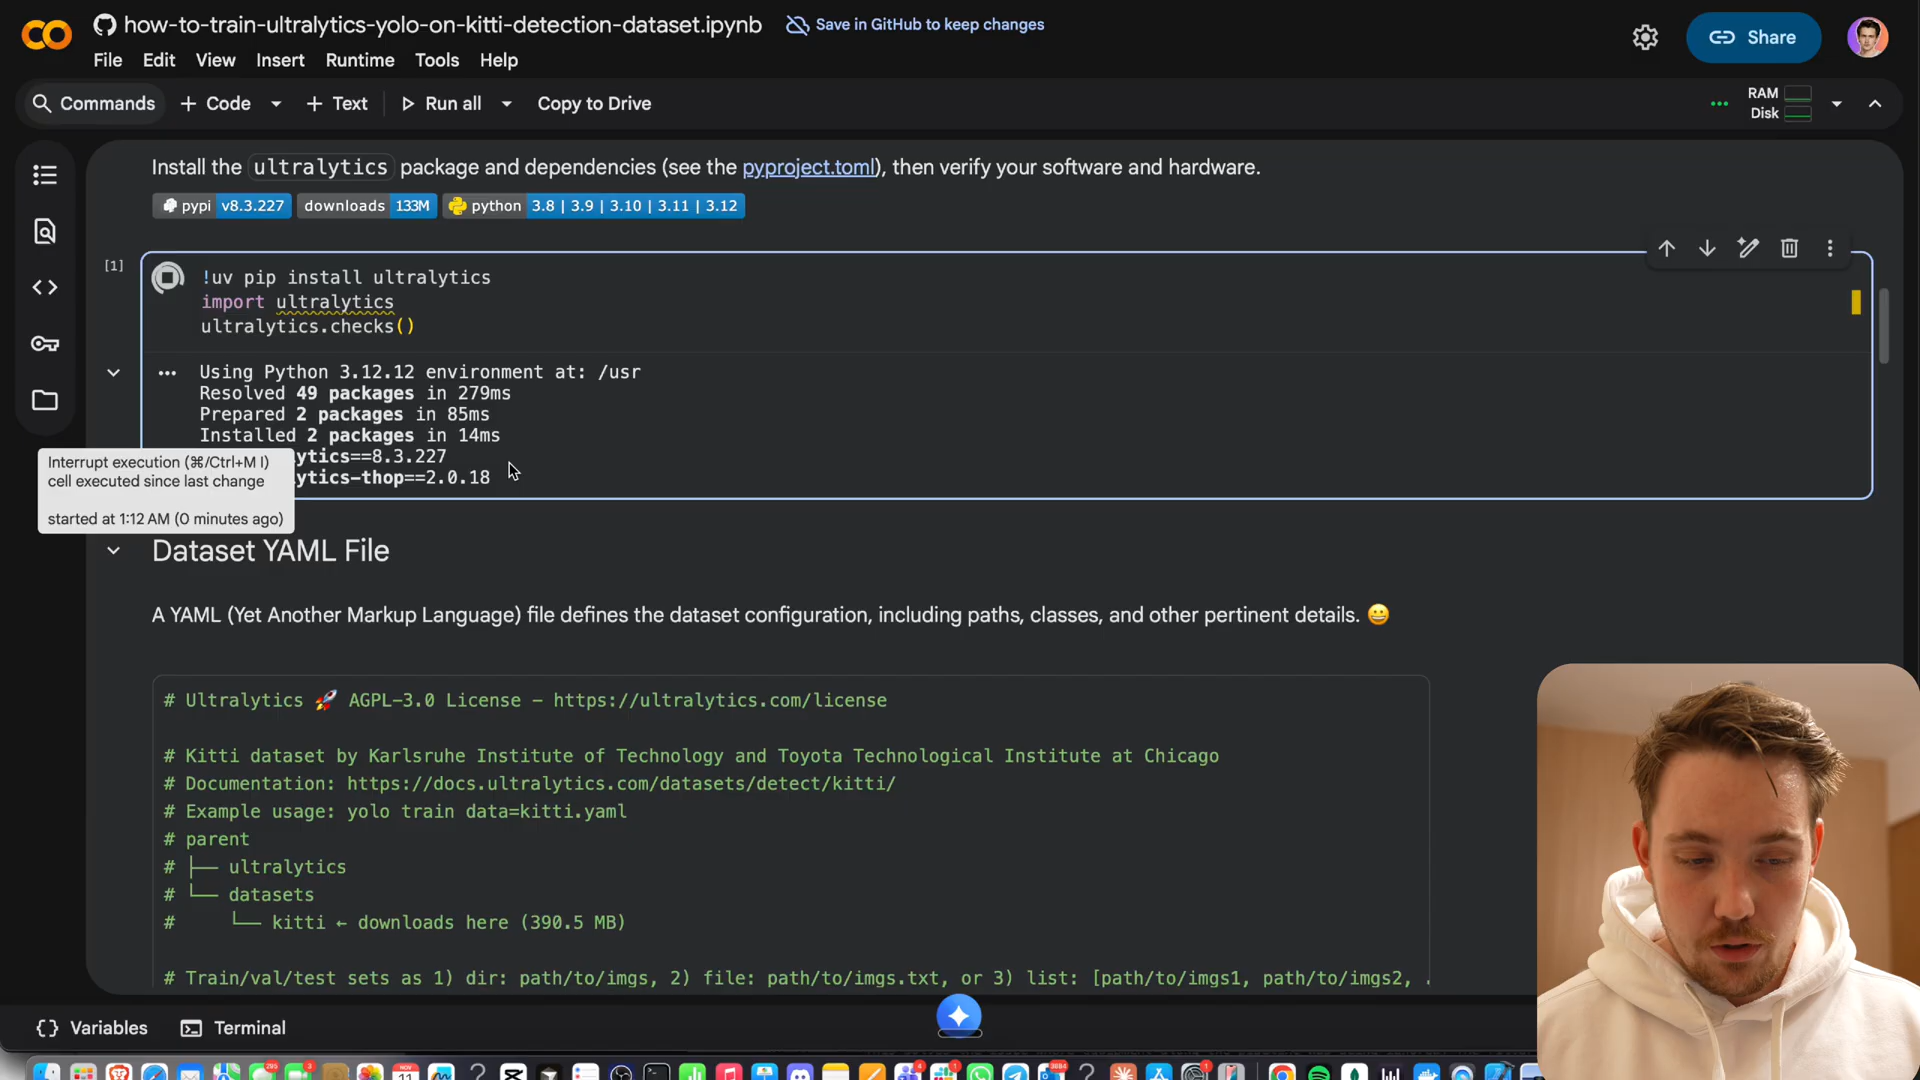 how-to-train-ultralytics-yolo-on-kitti-detection-dataset.ipynb
Save in GitHub to keep changes
Share
File Edit View Insert Runtime Tools Help
Commands
+ Code
+ Text
Run all
Copy to Drive
RAM
Disk
Install the ultralytics package and dependencies (see the pyproject.toml), then verify your software and hardware.
pypi v8.3.227 downloads 133M python 3.8 | 3.9 | 3.10 | 3.11 | 3.12
[1]
!uv pip install ultralytics
import ultralytics
ultralytics.checks()
Using Python 3.12.12 environment at: /usr
Resolved 49 packages in 279ms
Prepared 2 packages in 85ms
Installed 2 packages in 14ms
lytics==8.3.227
lytics-thop==2.0.18
Interrupt execution (⌘/Ctrl+M I)
cell executed since last change
started at 1:12 AM (0 minutes ago)
Dataset YAML File
A YAML (Yet Another Markup Language) file defines the dataset configuration, including paths, classes, and other pertinent details. 😀
# Ultralytics 🚀 AGPL-3.0 License - https://ultralytics.com/license
# Kitti dataset by Karlsruhe Institute of Technology and Toyota Technological Institute at Chicago
# Documentation: https://docs.ultralytics.com/datasets/detect/kitti/
# Example usage: yolo train data=kitti.yaml
# parent
# ├── ultralytics
# └── datasets
#     └── kitti ← downloads here (390.5 MB)
# Train/val/test sets as 1) dir: path/to/imgs, 2) file: path/to/imgs.txt, or 3) list: [path/to/imgs1, path/to/imgs2, .
Variables
Terminal